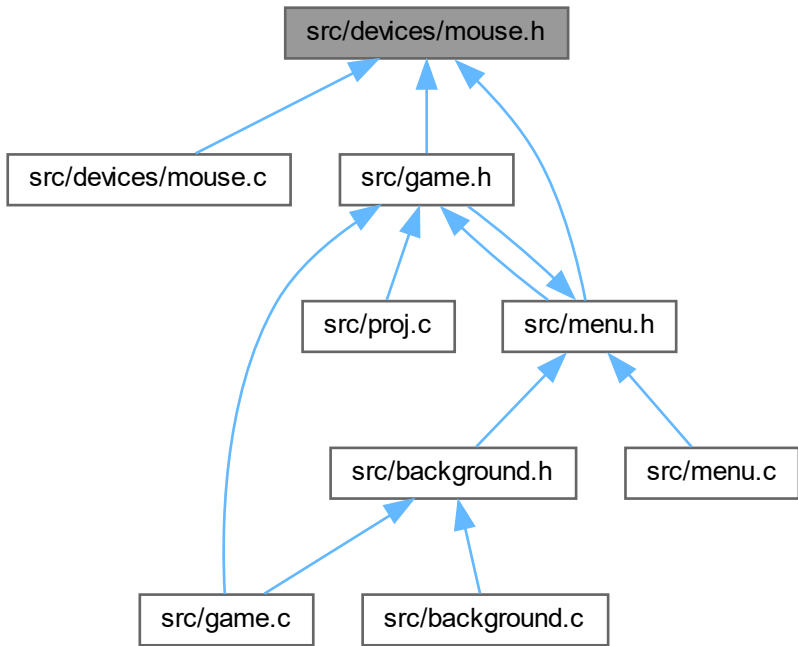 src/devices/mouse.h
src/devices/mouse.c
src/game.h
src/proj.c
src/menu.h
src/background.h
src/menu.c
src/game.c
src/background.c